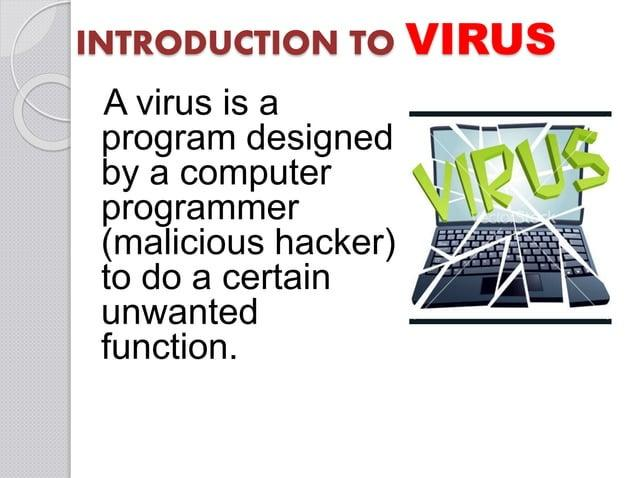 INTRODUCTION TO VIRUS
A virus is a
program designed
by a computer
programmer
(malicious hacker)
to do a certain
unwanted
function.
VIRUS